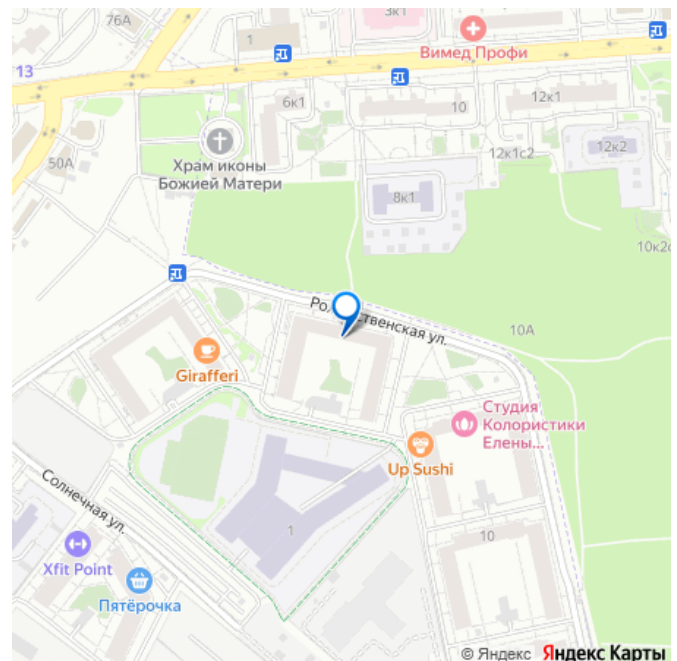 76А
3к1
1
Вимед Профи
13
6к1
10
12к1
50А
Храм иконы
Божией Матери
12к1с2
12к2
8к1
Girafferi
10А
Студия
Колористики
Елены...
Up Sushi
Солнечная ул.
1
10
Xfit Point
Пятёрочка
© Яндекс Яндекс Карты